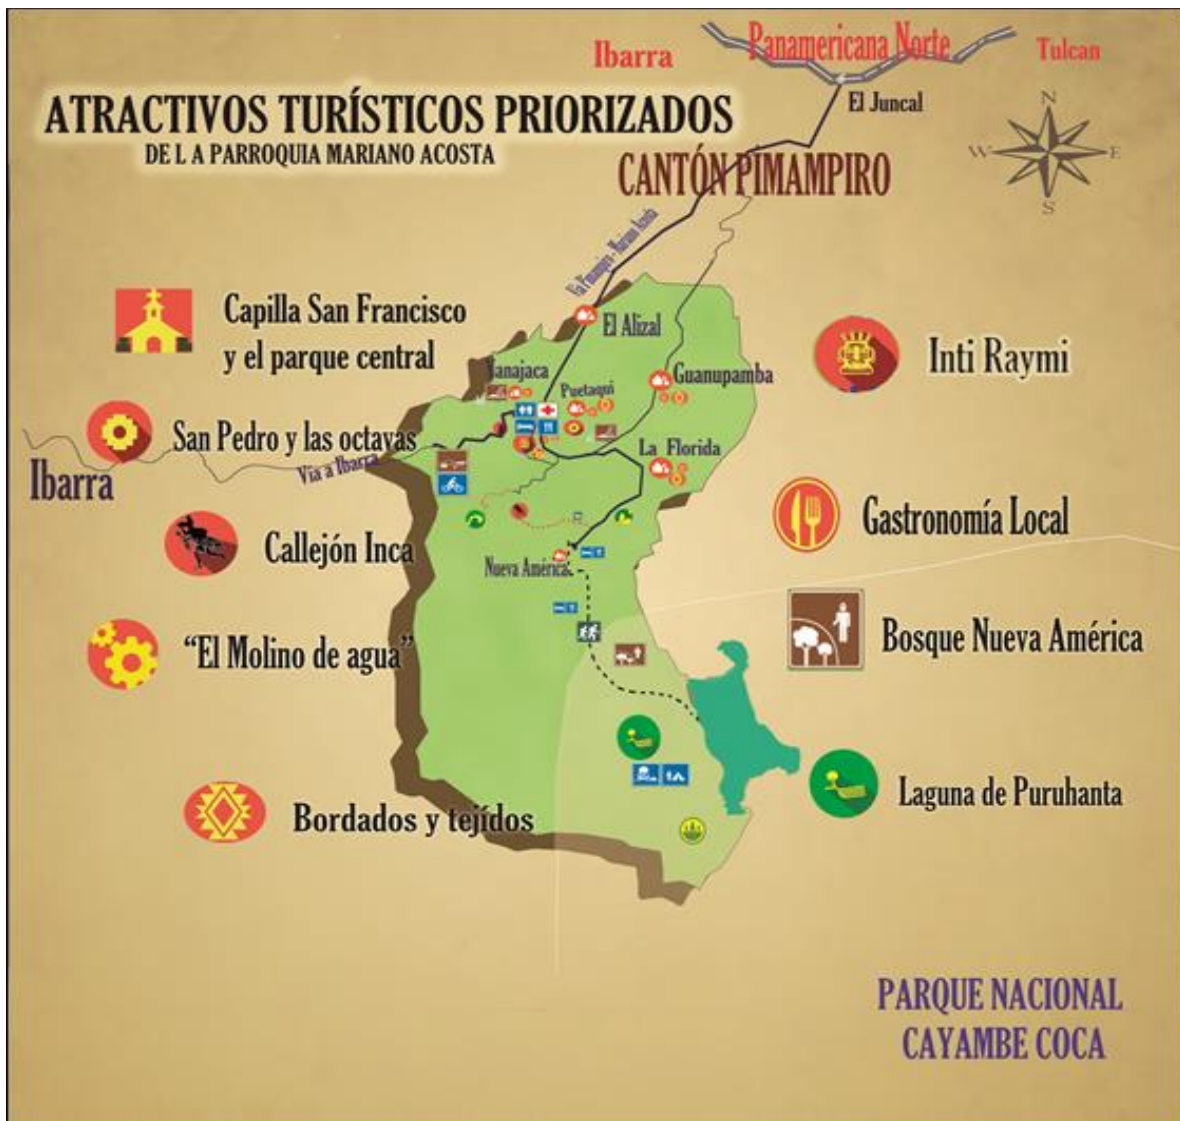 Ibarra
Panamericana Norte
Tulcan
El Juncal
ATRACTIVOS TURÍSTICOS PRIORIZADOS
DE L A PARROQUIA MARIANO ACOSTA
N
W
E
S
CANTÓN PIMAMPIRO
Vía Pimampiro - Mariano Acosta
Capilla San Francisco
y el parque central
El Alizal
Inti Raymi
Yanajaca
Puetaquí
Guanupamba
San Pedro y las octavas
La Florida
Vía a Ibarra
Ibarra
Gastronomía Local
Callejón Inca
Nueva América
"El Molino de agua"
Bosque Nueva América
Laguna de Puruhanta
Bordados y tejídos
PARQUE NACIONAL
CAYAMBE COCA